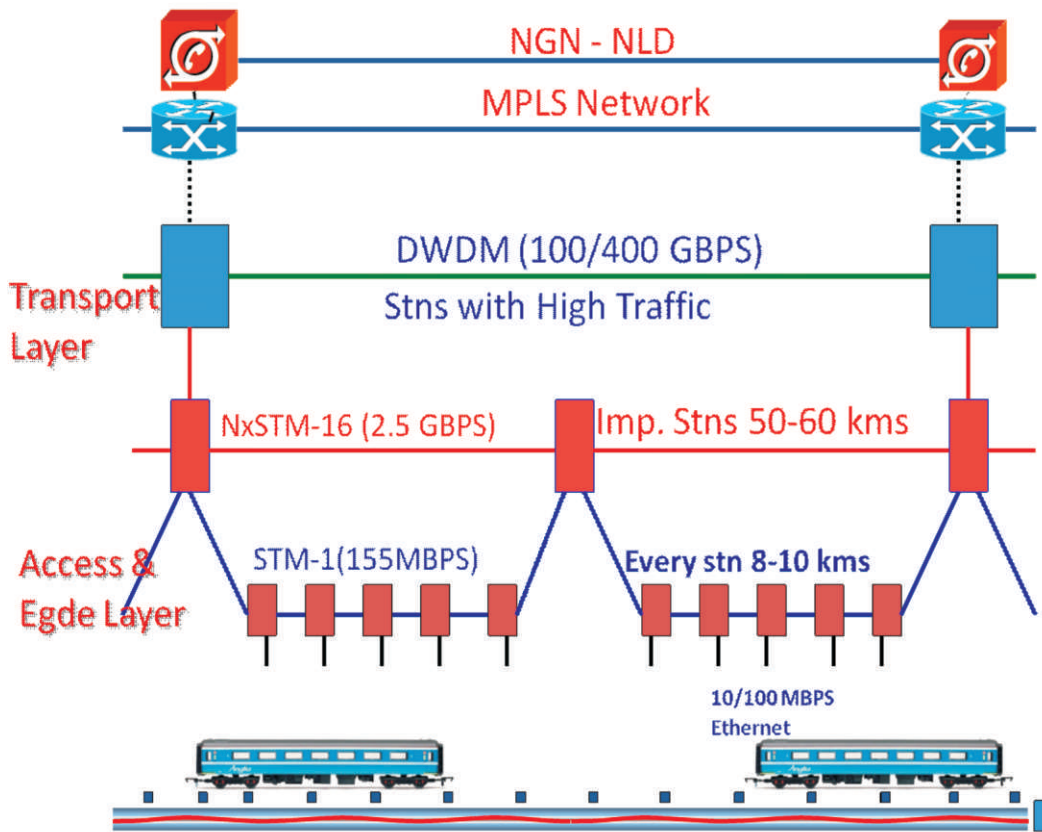 NGN - NLD
MPLS Network
DWDM (100/400 GBPS)
Stns with High Traffic
Transport
Layer
NxSTM-16 (2.5 GBPS)
Imp. Stns 50-60 kms
Access &
Egde Layer
STM-1(155MBPS)
Every stn 8-10 kms
10/100 MBPS
Ethernet
Anglia
Anglia